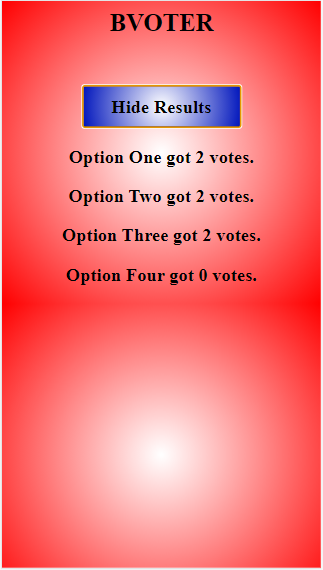 BVOTER
Hide Results
Option One got 2 votes.
Option Two got 2 votes.
Option Three got 2 votes.
Option Four got 0 votes.